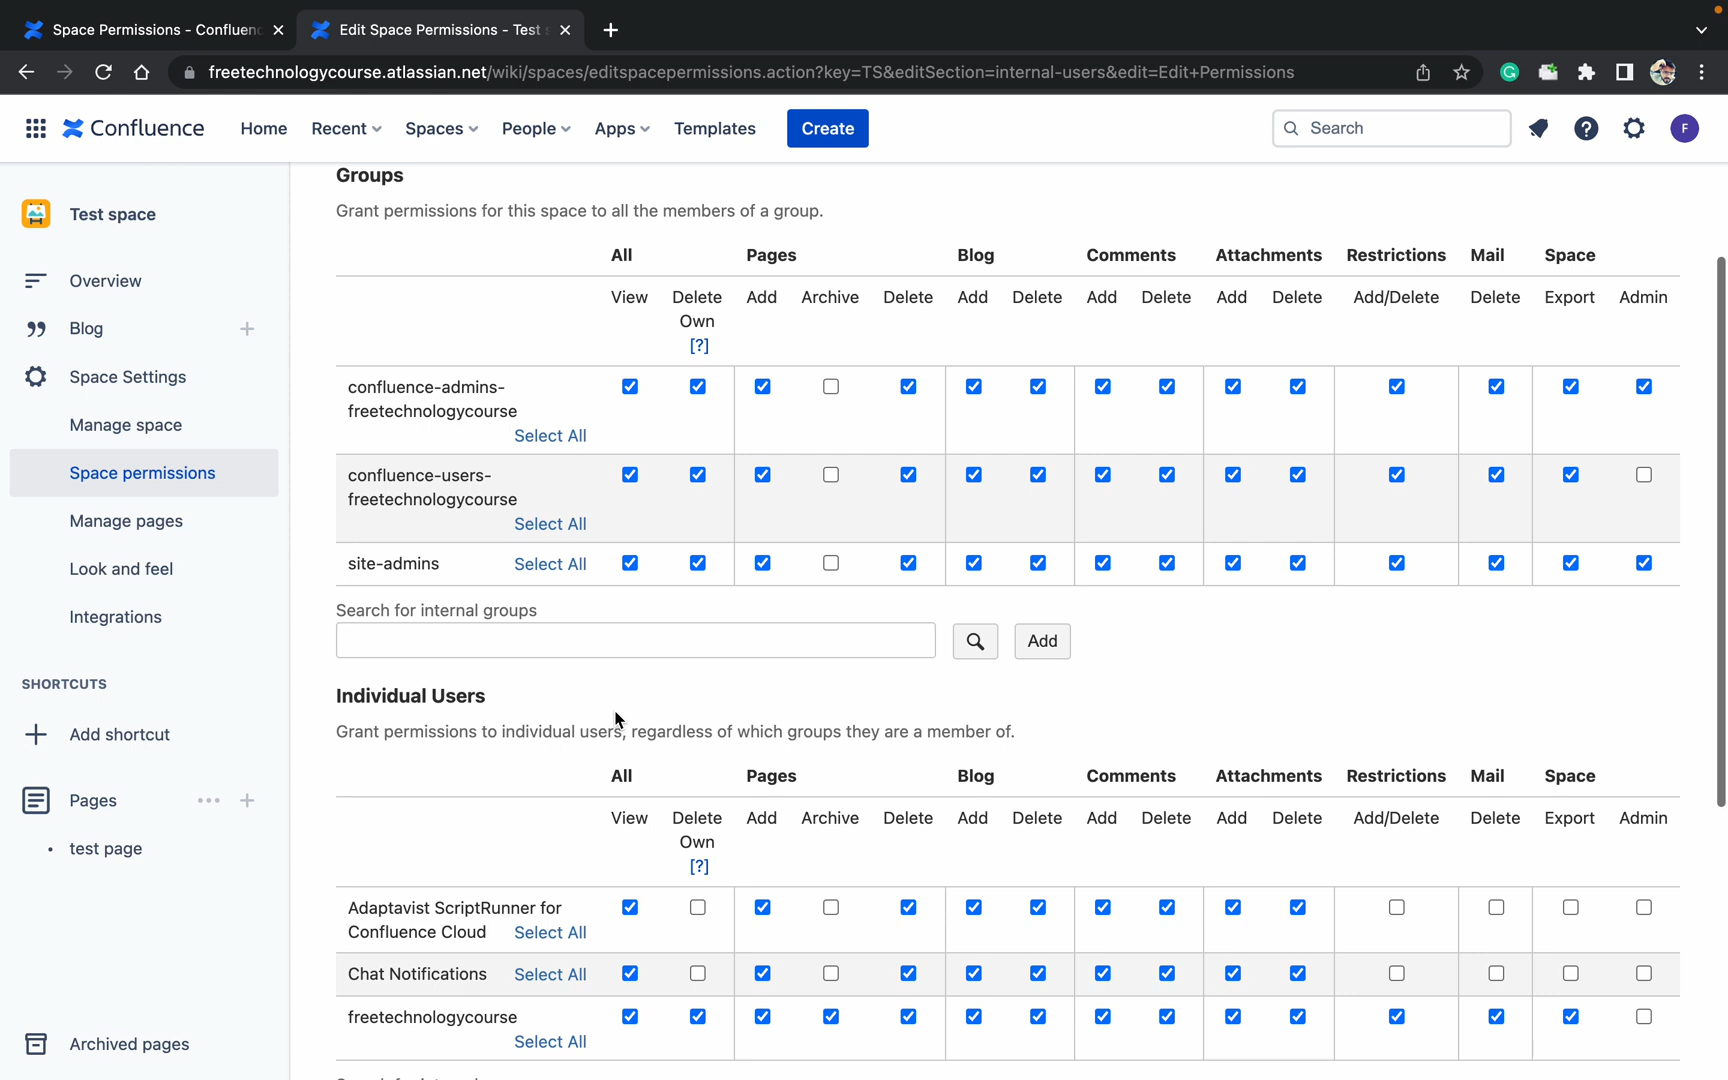 Space Permissions - Confluenc
Edit Space Permissions - Test s
freetechnologycourse.atlassian.net/wiki/spaces/editspacepermissions.action?key=TS&editSection=internal-users&edit=Edit+Permissions
Confluence Home Recent Spaces People Apps Templates Create Search F
Test space
Overview
Blog
Space Settings
Manage space
Space permissions
Manage pages
Look and feel
Integrations
SHORTCUTS
Add shortcut
Pages
test page
Archived pages
Groups
Grant permissions for this space to all the members of a group.
All Pages Blog Comments Attachments Restrictions Mail Space
View Delete Own [?] Add Archive Delete Add Delete Add Delete Add Delete Add/Delete Delete Export Admin
confluence-admins-
freetechnologycourse
Select All
confluence-users-
freetechnologycourse
Select All
site-admins Select All
Search for internal groups
Add
Individual Users
Grant permissions to individual users, regardless of which groups they are a member of.
All Pages Blog Comments Attachments Restrictions Mail Space
View Delete Own [?] Add Archive Delete Add Delete Add Delete Add Delete Add/Delete Delete Export Admin
Adaptavist ScriptRunner for
Confluence Cloud Select All
Chat Notifications Select All
freetechnologycourse
Select All